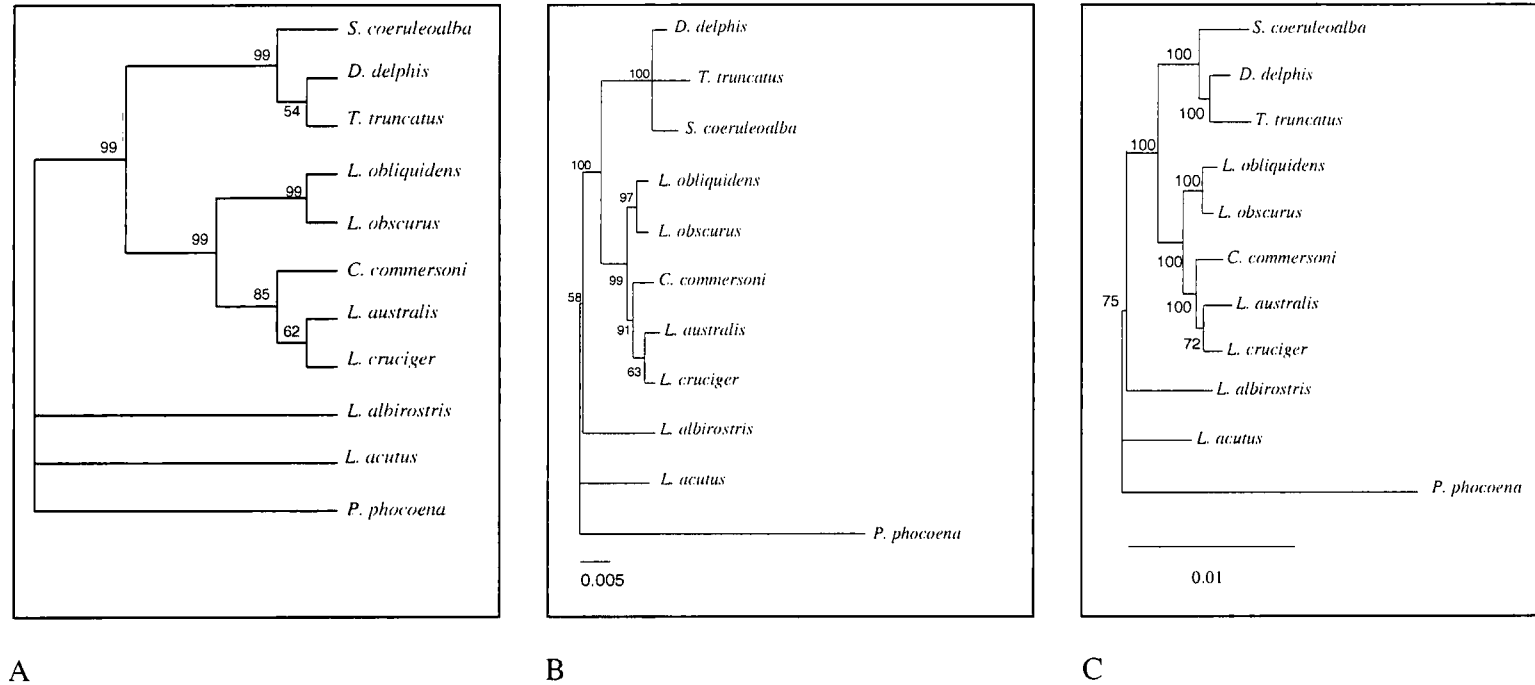 S. coeruleoalba
99
D. delphis
54
T. truncatus
99
L. obliquidens
99
L. obscurus
99
C. commersoni
85
L. australis
62
L. cruciger
L. albirostris
L. acutus
P. phocoena
A
D. delphis
100
T. truncatus
S. coeruleoalba
100
L. obliquidens
97
L. obscurus
99
C. commersoni
58
91
L. australis
63
L. cruciger
L. albirostris
L. acutus
P. phocoena
0.005
B
S. coeruleoalba
100
D. delphis
100
T. truncatus
100
L. obliquidens
100
L. obscurus
100
C. commersoni
75
100
L. australis
72
L. cruciger
L. albirostris
L. acutus
P. phocoena
0.01
C